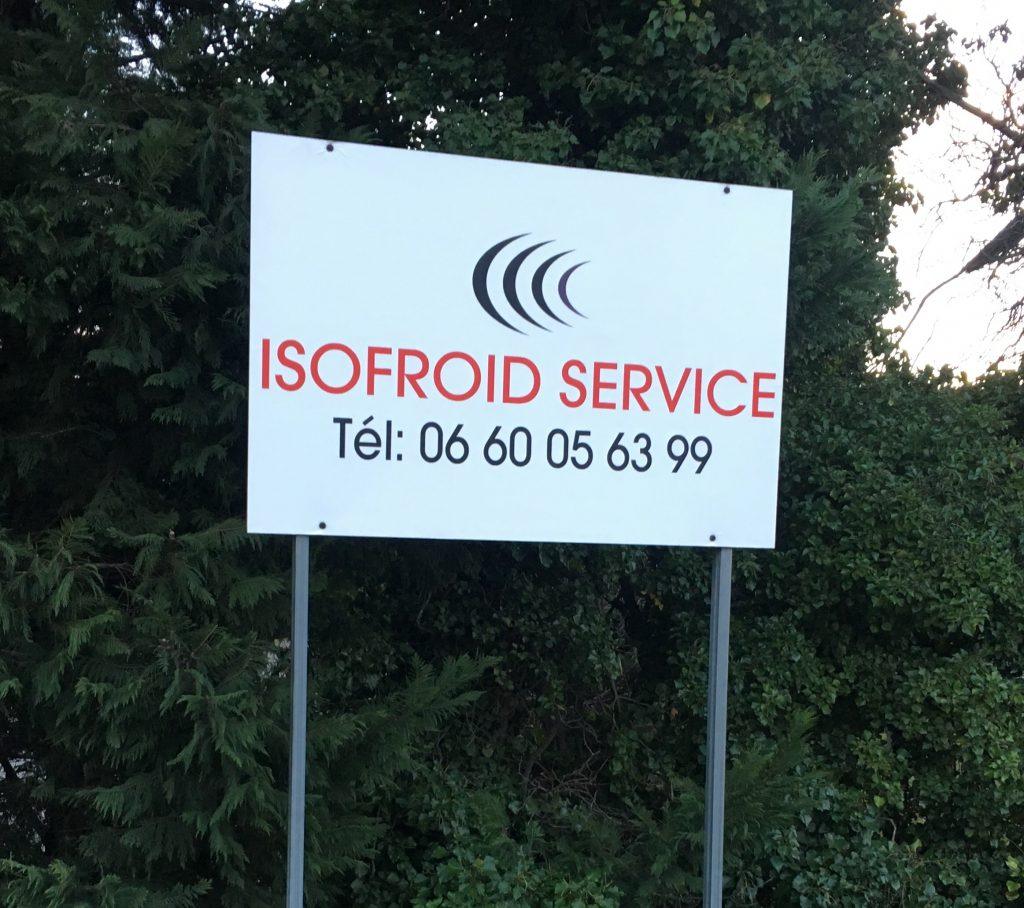 ISOFROID SERVICE
Tél: 06 60 05 63 99